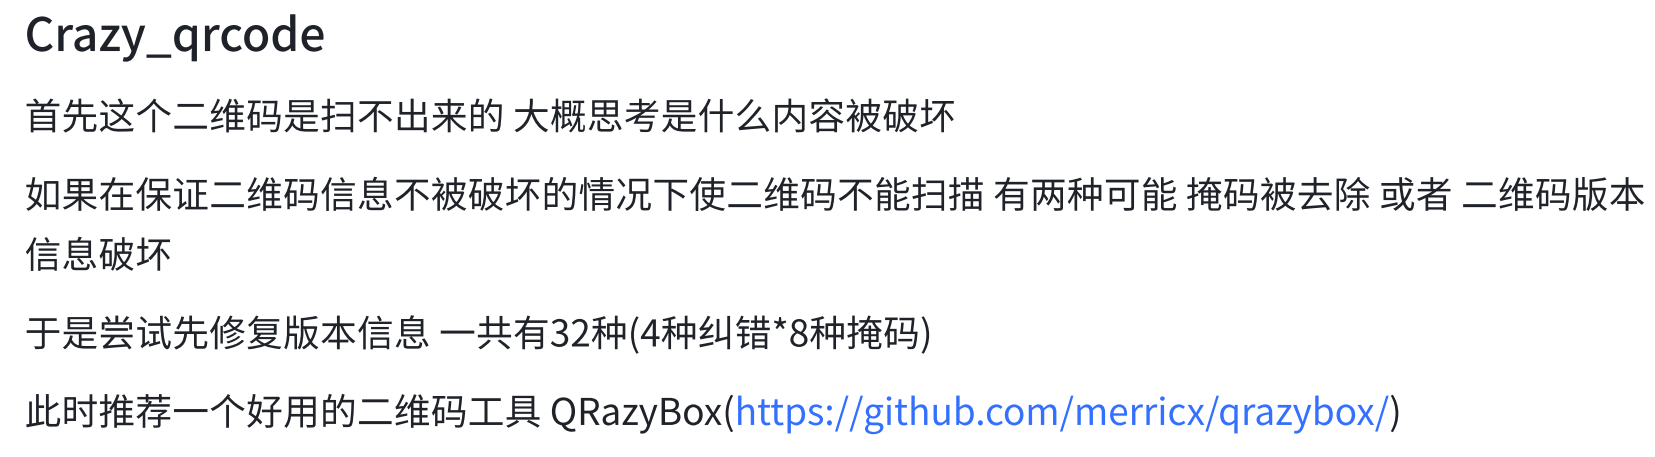 Crazy_qrcode
首先这个二维码是扫不出来的 大概思考是什么内容被破坏
如果在保证二维码信息不被破坏的情况下使二维码不能扫描 有两种可能 掩码被去除 或者 二维码版本
信息破坏
于是尝试先修复版本信息 一共有32种(4种纠错*8种掩码)
此时推荐一个好用的二维码工具 QRazyBox(https://github.com/merricx/qrazybox/)